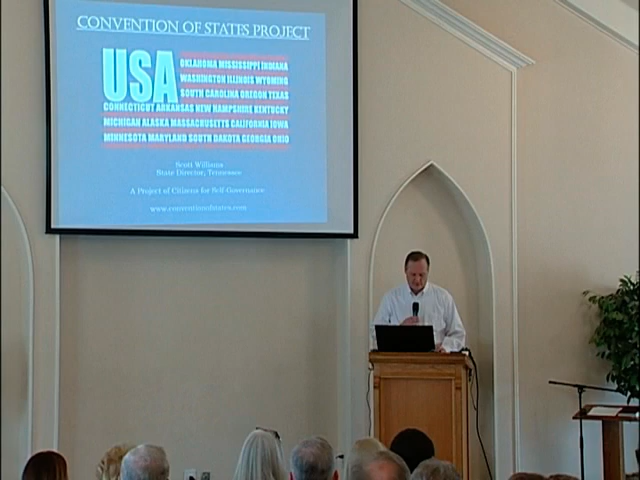 CONVENTION OF STATES PROJECT
USA
OKLAHOMA MISSISSIPPI INDIANA
WASHINGTON ILLINOIS WYOMING
SOUTH CAROLINA OREGON TEXAS
CONNECTICUT ARKANSAS NEW HAMPSHIRE KENTUCKY
MICHIGAN ALASKA MASSACHUSETTS CALIFORNIA IOWA
MINNESOTA MARYLAND SOUTH DAKOTA GEORGIA OHIO
Scott Williams
State Director, Tennessee
A Project of Citizens for Self Governance
www.conventionofstates.com